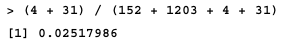 > (4 + 31) / (152 + 1203 + 4 + 31)
[1] 0.02517986